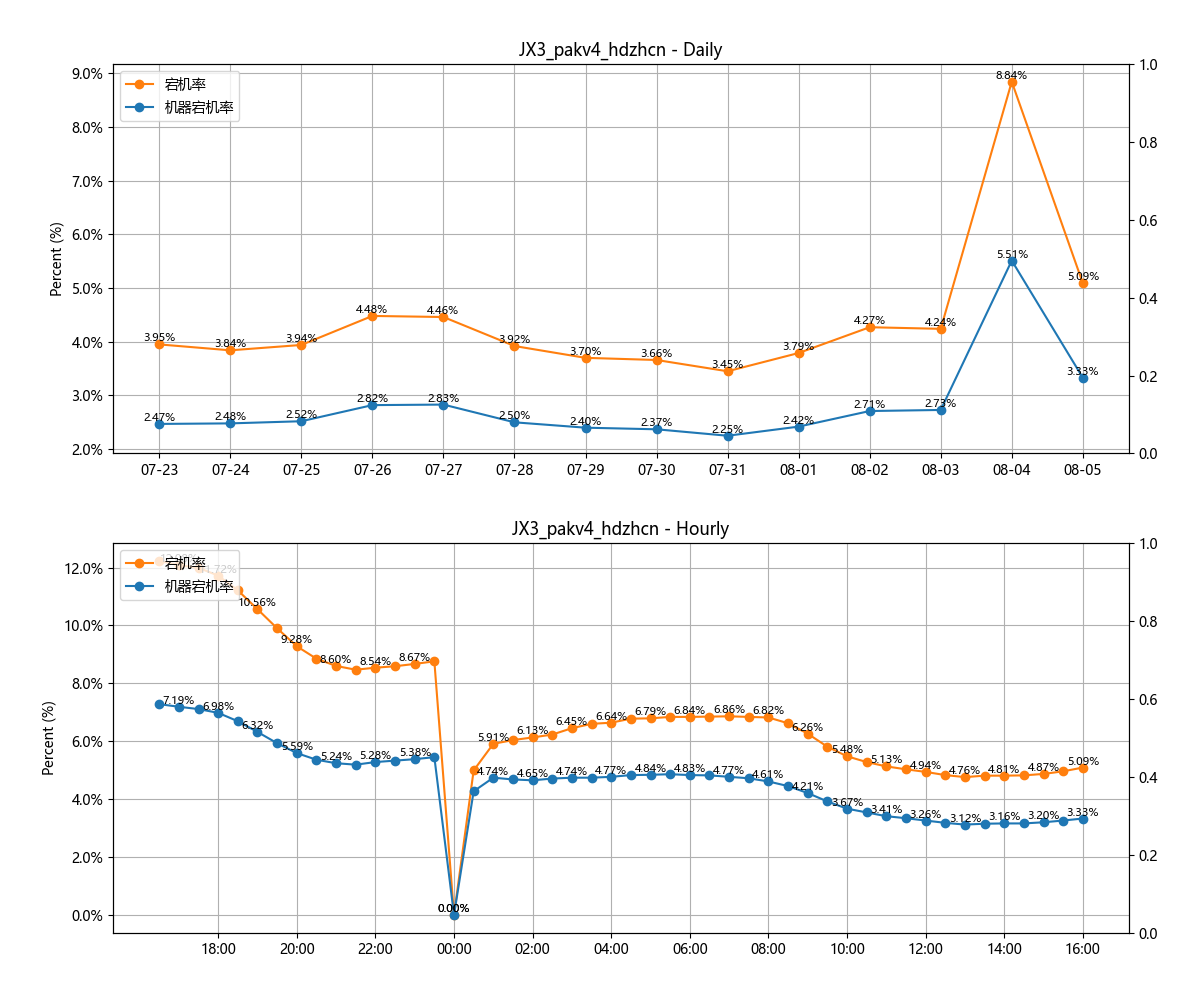 JX3_pakv4_hdzhcn - Daily
宕机率
机器宕机率
Percent (%)
9.0%
8.0%
7.0%
6.0%
5.0%
4.0%
3.0%
2.0%
1.0
0.8
0.6
0.4
0.2
0.0
3.95% 3.84% 3.94% 4.48% 4.46% 3.92% 3.70% 3.66% 3.45% 3.79% 4.27% 4.24% 8.84% 5.09%
2.47% 2.48% 2.52% 2.82% 2.83% 2.50% 2.40% 2.37% 2.25% 2.42% 2.71% 2.73% 5.51% 3.33%
07-23 07-24 07-25 07-26 07-27 07-28 07-29 07-30 07-31 08-01 08-02 08-03 08-04 08-05
JX3_pakv4_hdzhcn - Hourly
宕机率
机器宕机率
Percent (%)
12.0%
10.0%
8.0%
6.0%
4.0%
2.0%
0.0%
1.0
0.8
0.6
0.4
0.2
0.0
11.72% 10.56% 9.28% 8.60% 8.54% 8.67% 0.00% 5.91% 6.13% 6.45% 6.64% 6.79% 6.84% 6.86% 6.82% 6.26% 5.48% 5.13% 4.94% 4.76% 4.81% 4.87% 5.09%
7.19% 6.98% 6.32% 5.59% 5.24% 5.28% 5.38% 0.00% 4.74% 4.65% 4.74% 4.77% 4.84% 4.83% 4.77% 4.61% 4.21% 3.67% 3.41% 3.26% 3.12% 3.16% 3.20% 3.33%
18:00 20:00 22:00 00:00 02:00 04:00 06:00 08:00 10:00 12:00 14:00 16:00